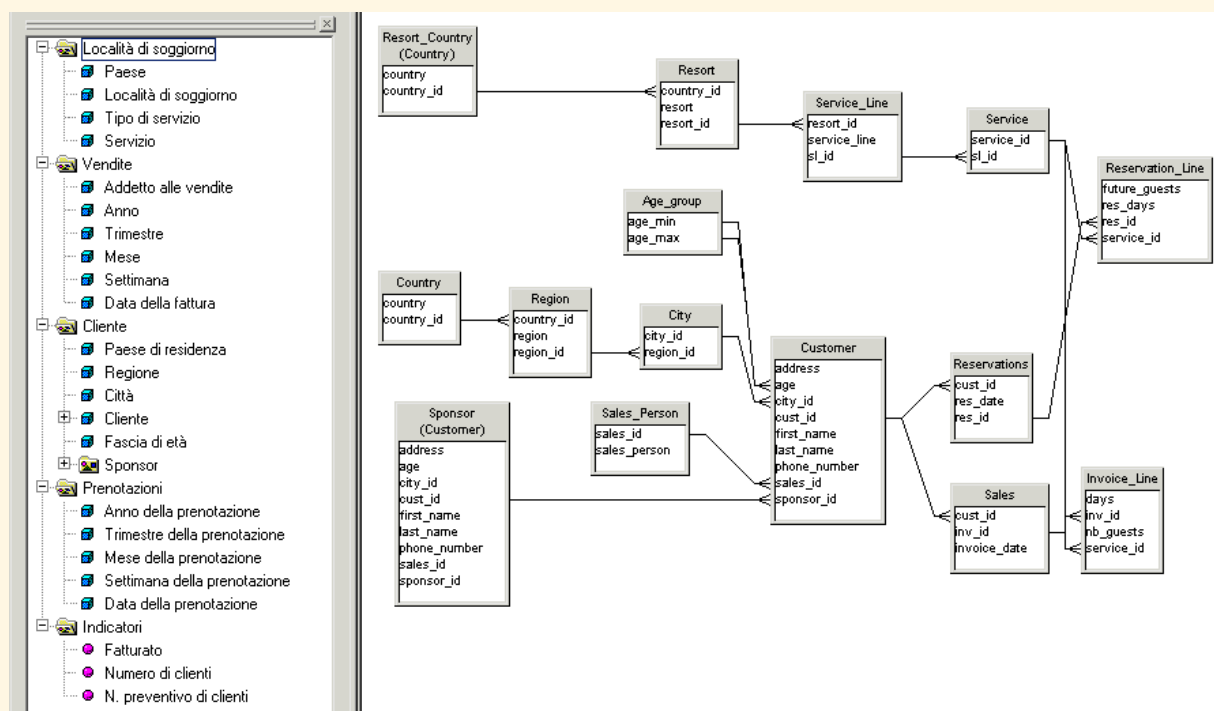 Località di soggiorno
Paese
Località di soggiorno
Tipo di servizio
Servizio
Vendite
Addetto alle vendite
Anno
Trimestre
Mese
Settimana
Data della fattura
Cliente
Paese di residenza
Regione
Città
Cliente
Fascia di età
Sponsor
Prenotazioni
Anno della prenotazione
Trimestre della prenotazione
Mese della prenotazione
Settimana della prenotazione
Data della prenotazione
Indicatori
Fatturato
Numero di clienti
N. preventivo di clienti
Resort_Country
(Country)
country
country_id
Resort
country_id
resort
resort_id
Service_Line
resort_id
service_line
sl_id
Service
service_id
sl_id
Reservation_Line
future_guests
res_days
res_id
service_id
Age_group
age_min
age_max
Country
country
country_id
Region
country_id
region
region_id
City
city_id
region_id
Customer
address
age
city_id
cust_id
first_name
last_name
phone_number
sales_id
sponsor_id
Reservations
cust_id
res_date
res_id
Sponsor
(Customer)
address
age
city_id
cust_id
first_name
last_name
phone_number
sales_id
sponsor_id
Sales_Person
sales_id
sales_person
Sales
cust_id
inv_id
invoice_date
Invoice_Line
days
inv_id
nb_guests
service_id